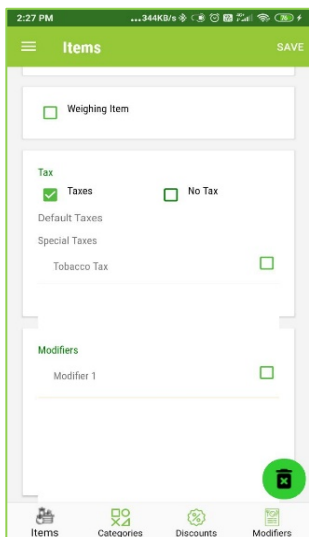 2:27 PM ...344KB/s 76
Items SAVE
Weighing Item
Tax
Taxes No Tax
Default Taxes
Special Taxes
Tobacco Tax
Modifiers
Modifier 1
Items Categories Discounts Modifiers